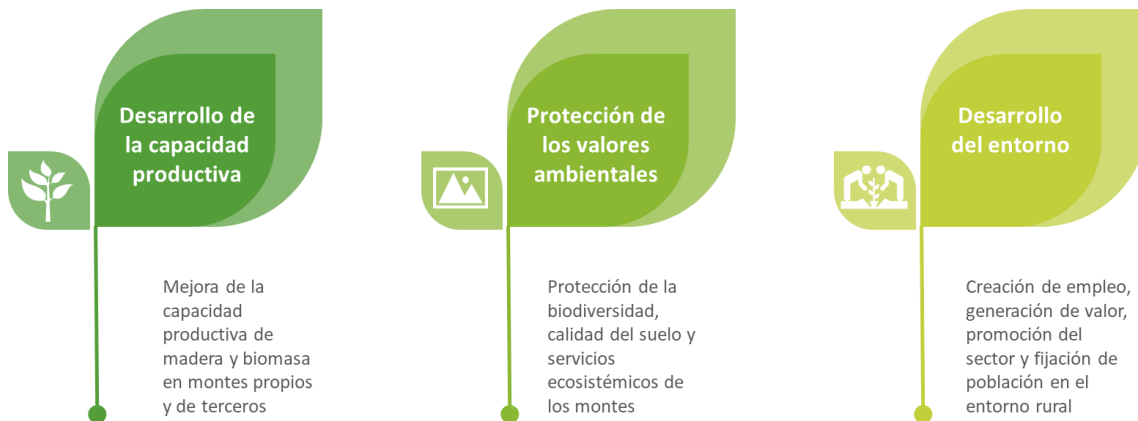 Desarrollo de
la capacidad
productiva
Mejora de la
capacidad
productiva de
madera y biomasa
en montes propios
y de terceros
Protección de
los valores
ambientales
Protección de la
biodiversidad,
calidad del suelo y
servicios
ecosistémicos de
los montes
Desarrollo
del entorno
Creación de empleo,
generación de valor,
promoción del
sector y fijación de
población en el
entorno rural